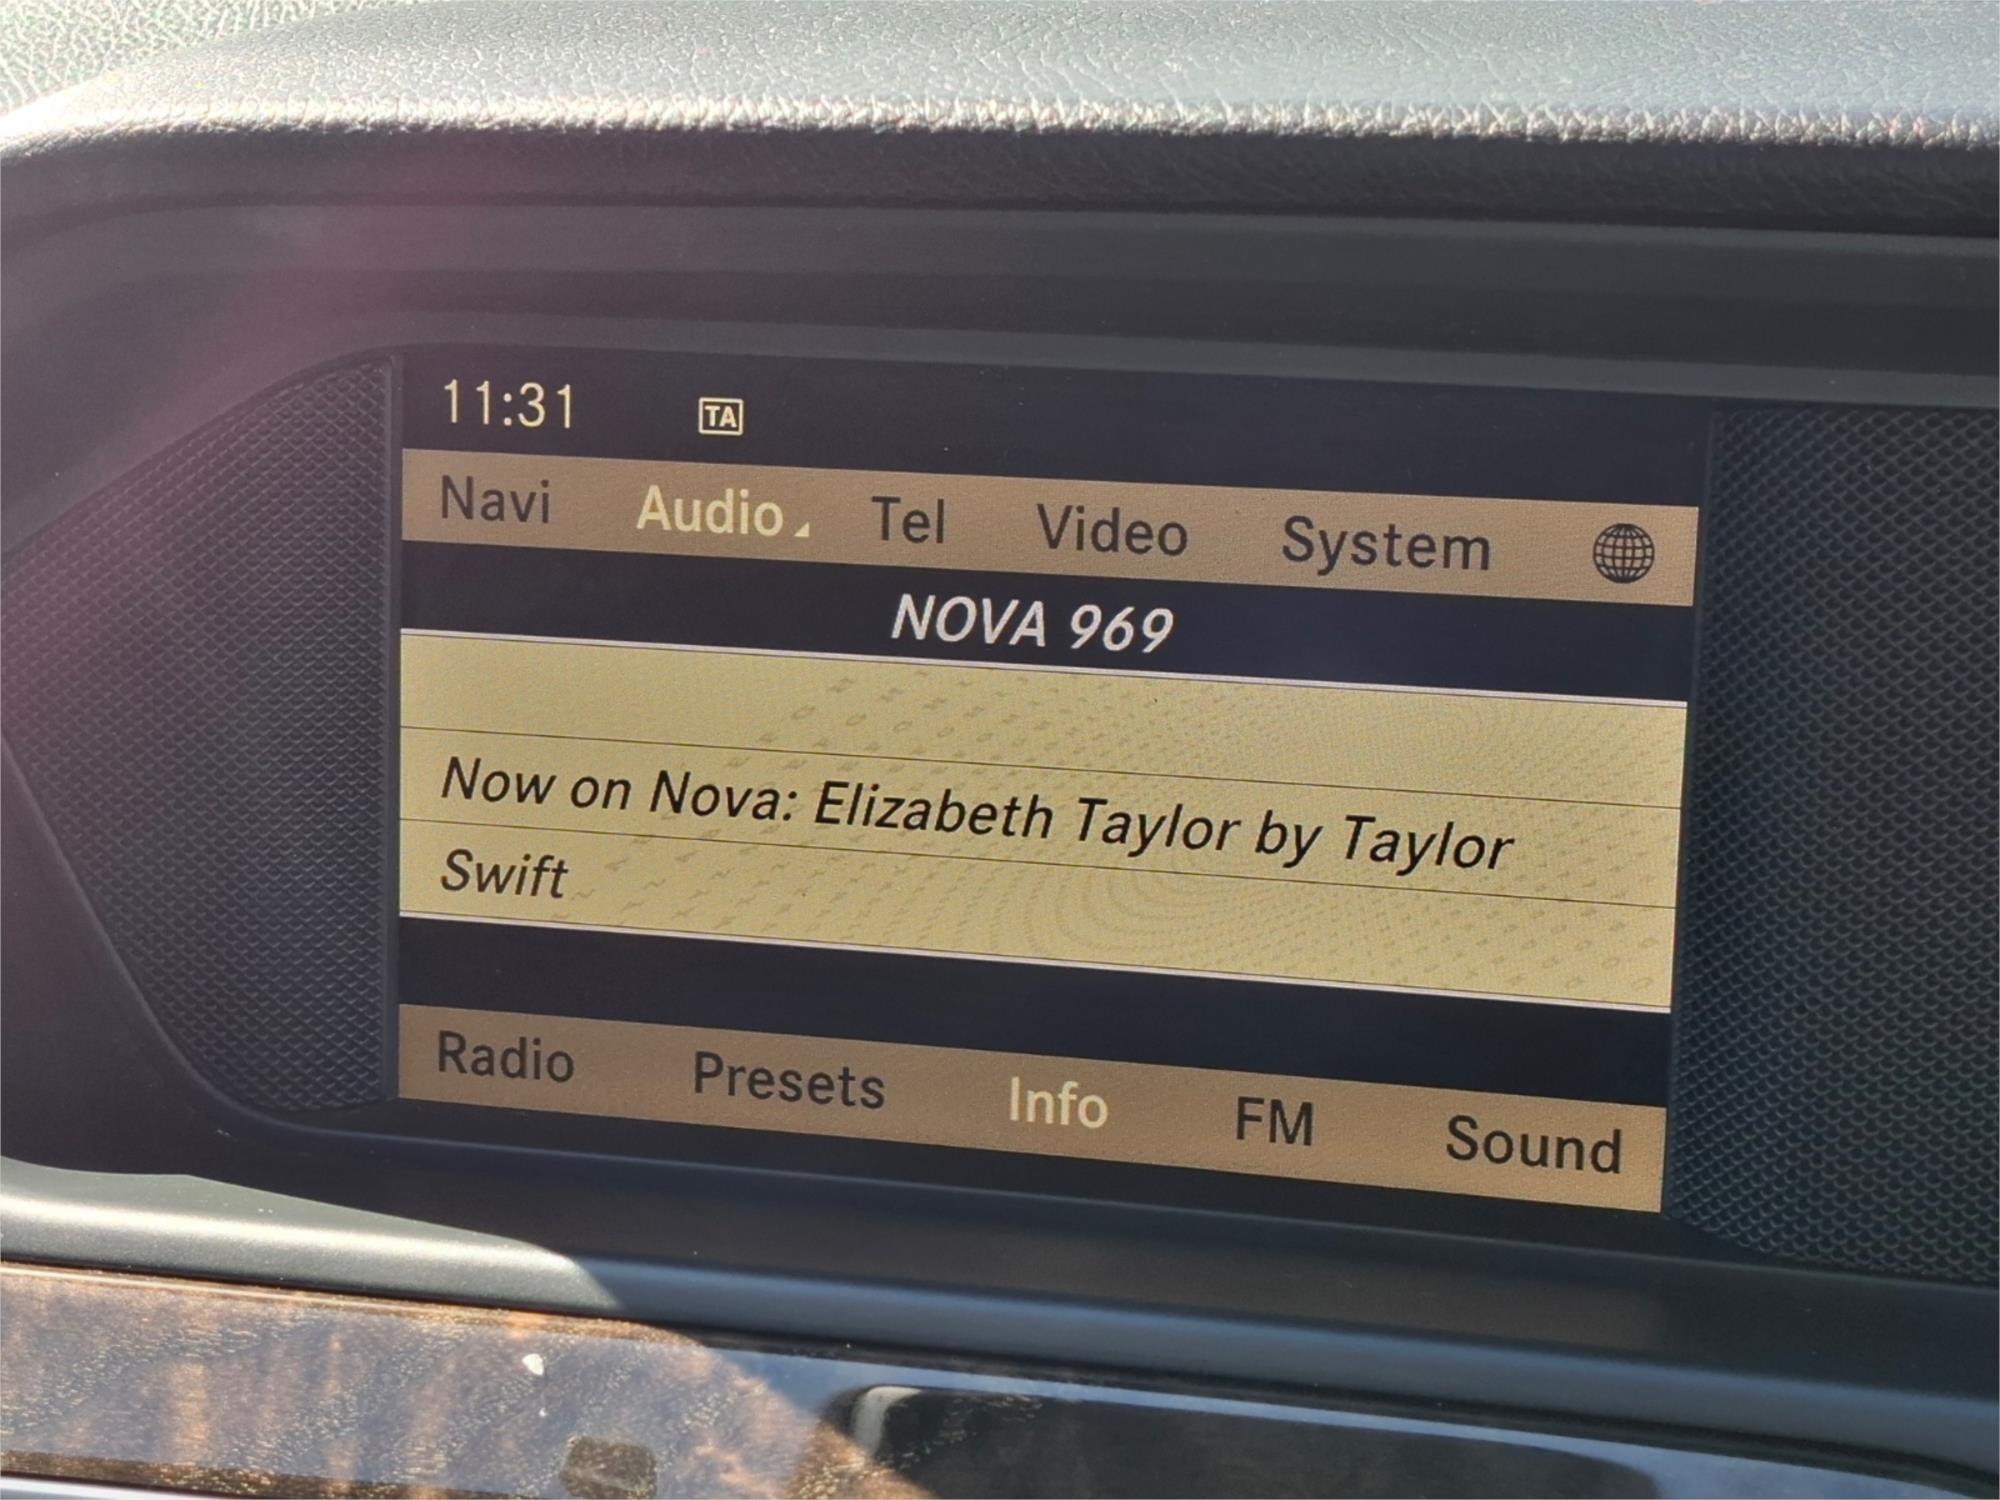 11:31 TA
Navi Audio Tel Video System
NOVA 969
Now on Nova: Elizabeth Taylor by Taylor
Swift
Radio Presets Info FM Sound